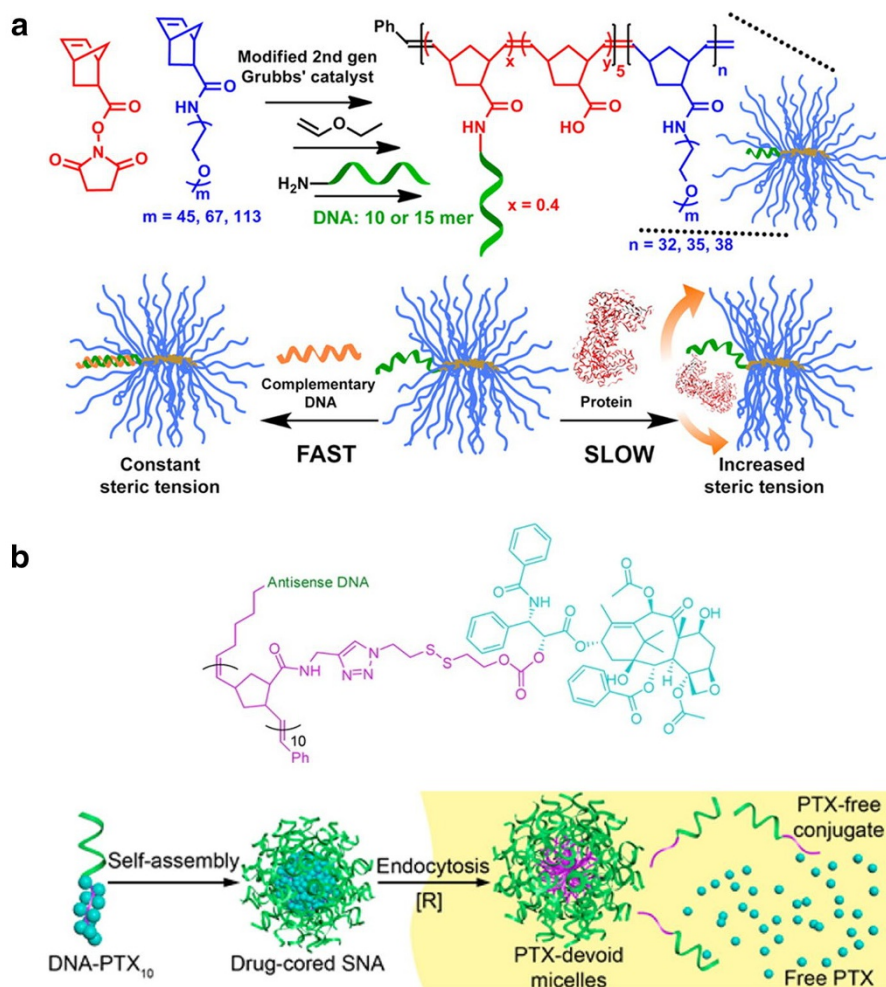 a
Ph
x
y
5
n
Modified 2nd gen
Grubbs' catalyst
O
O
O
N
O
O
O
HN
O
m
O
HN
O
HO
O
HN
O
m
H₂N
DNA: 10 or 15 mer
m = 45, 67, 113
x = 0.4
n = 32, 35, 38
Complementary
DNA
Protein
FAST
SLOW
Constant
steric tension
Increased
steric tension
b
Antisense DNA
O
N
H
N
N=N
S-S
O
O
O
10
Ph
O
NH
O
O
O
O
O
OH
HO
O
O
H
O
O
O
O
Self-assembly
Endocytosis
[R]
PTX-free
conjugate
DNA-PTX₁₀
Drug-cored SNA
PTX-devoid
micelles
Free PTX